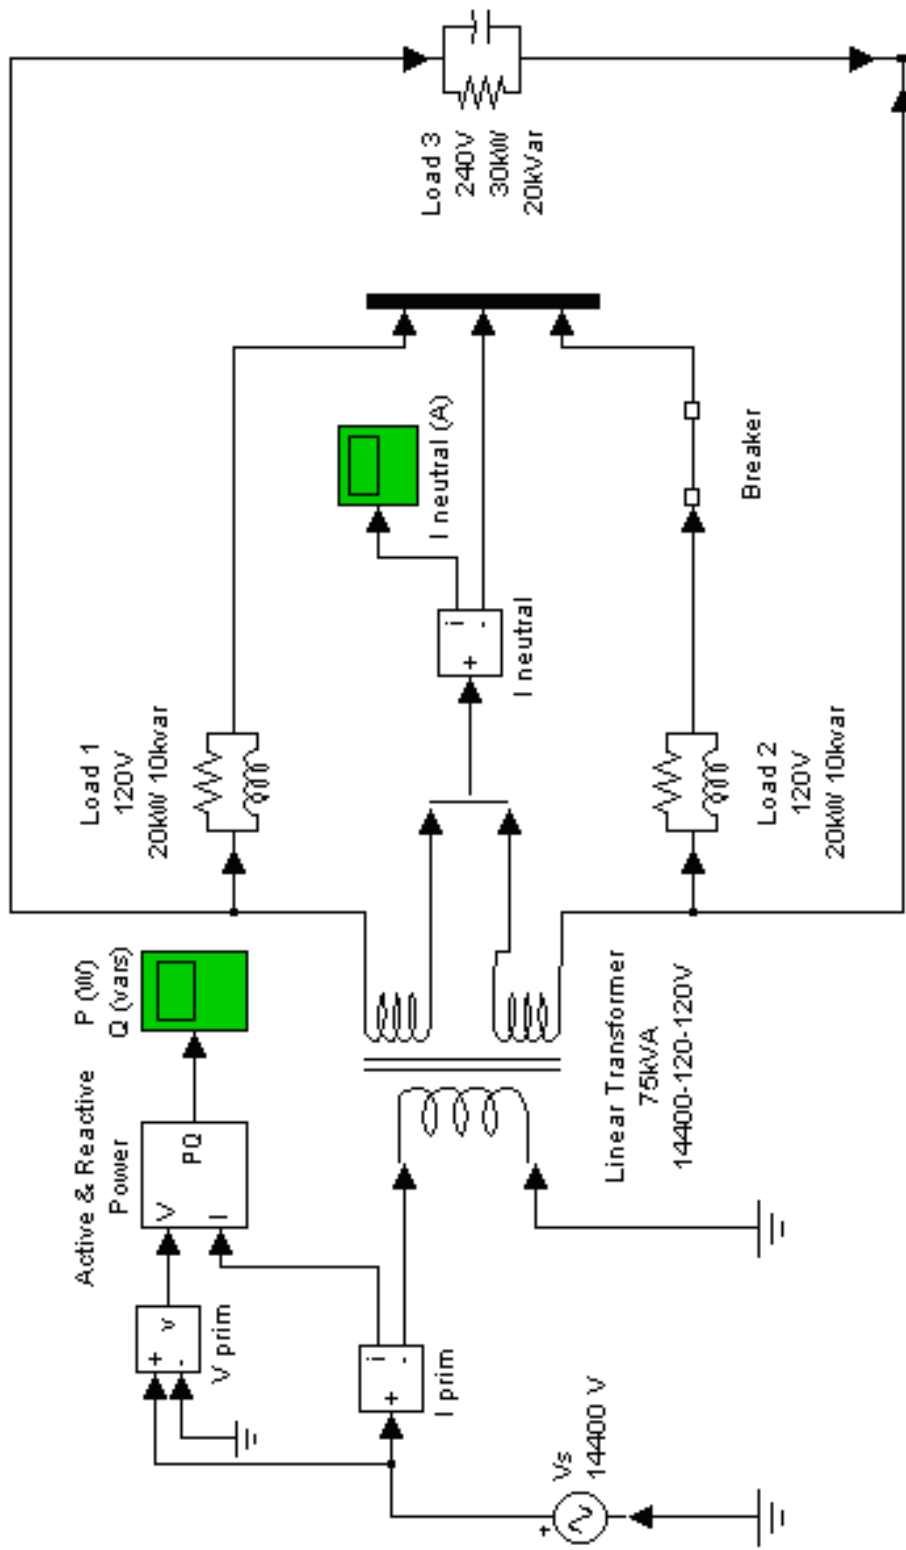 Active & Reactive
Power
P (W)
Q (vars)
Load 1
120V
20kW 10kvar
+
-
v
V prim
V
I
PQ
+
i
-
I prim
I neutral (A)
+
i
-
I neutral
Load 3
240V
30kW
20kVar
+
Vs
14400 V
Linear Transformer
75kVA
14400-120-120V
Load 2
120V
20kW 10kvar
Breaker